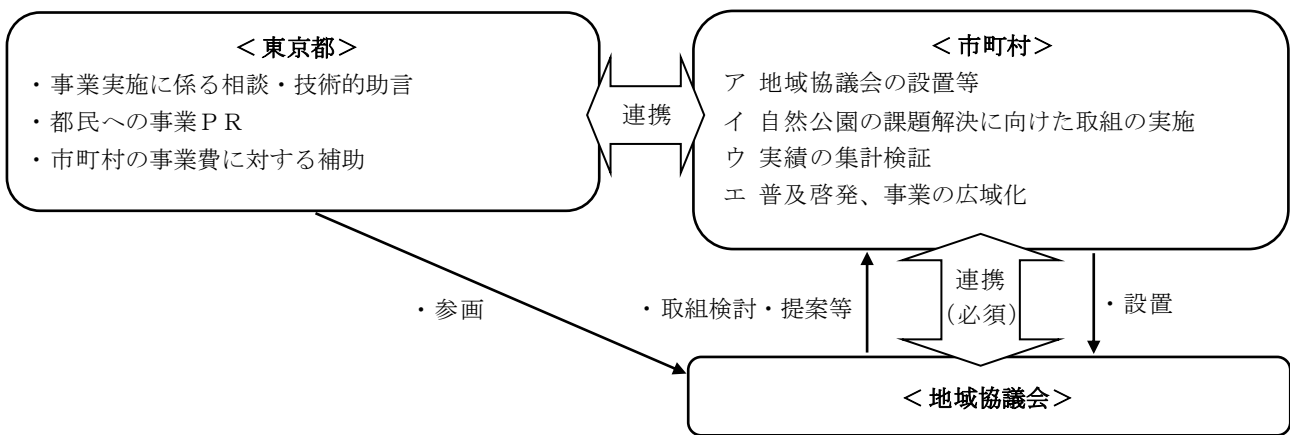 ＜東京都＞
・事業実施に係る相談・技術的助言
・都民への事業ＰＲ
・市町村の事業費に対する補助
連携
＜市町村＞
ア 地域協議会の設置等
イ 自然公園の課題解決に向けた取組の実施
ウ 実績の集計検証
エ 普及啓発、事業の広域化
・参画
・取組検討・提案等
連携
(必須)
・設置
＜地域協議会＞